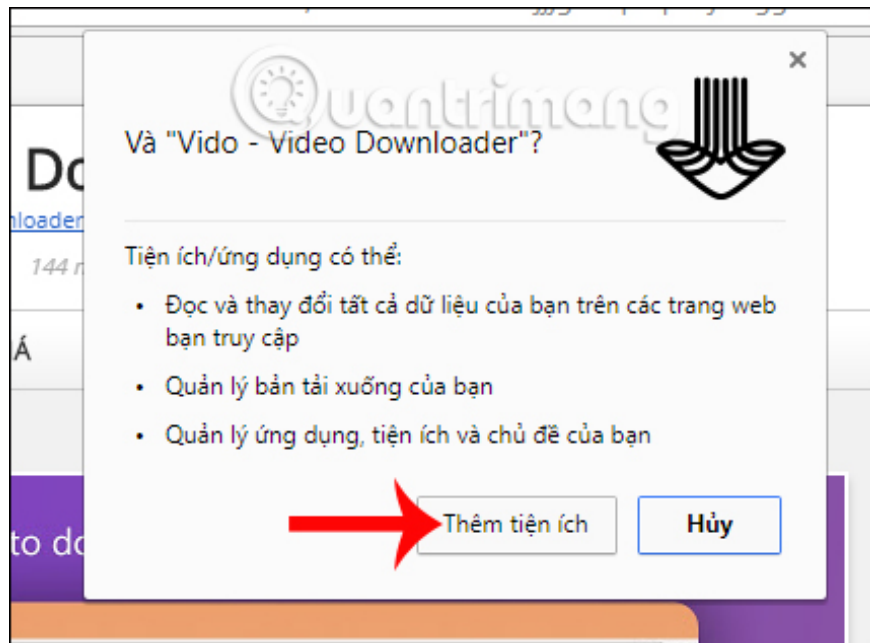 Quantrimang
Và "Vido - Video Downloader"?
Do
nloader
144
Tiện ích/ứng dụng có thể:
• Đọc và thay đổi tất cả dữ liệu của bạn trên các trang web
bạn truy cập
Á
• Quản lý bản tải xuống của bạn
• Quản lý ứng dụng, tiện ích và chủ đề của bạn
Thêm tiện ích
Hủy
to do